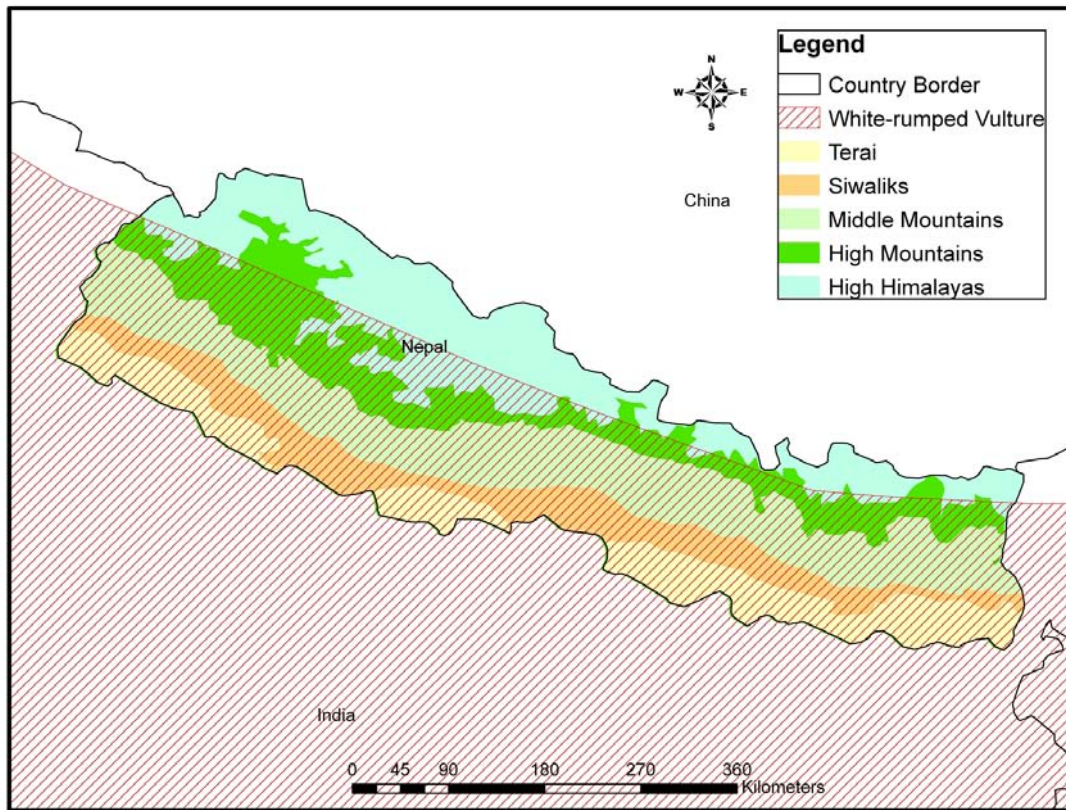 Legend
Country Border
White-rumped Vulture
Terai
Siwaliks
Middle Mountains
High Mountains
High Himalayas
N
W E
S
China
Nepal
India
0 45 90 180 270 360
Kilometers